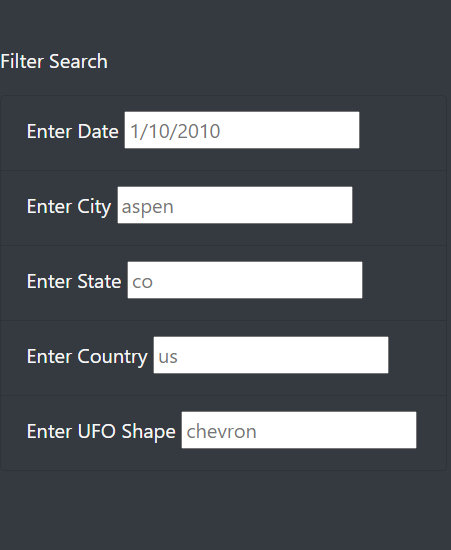 Filter Search
Enter Date 1/10/2010
Enter City aspen
Enter State co
Enter Country us
Enter UFO Shape chevron